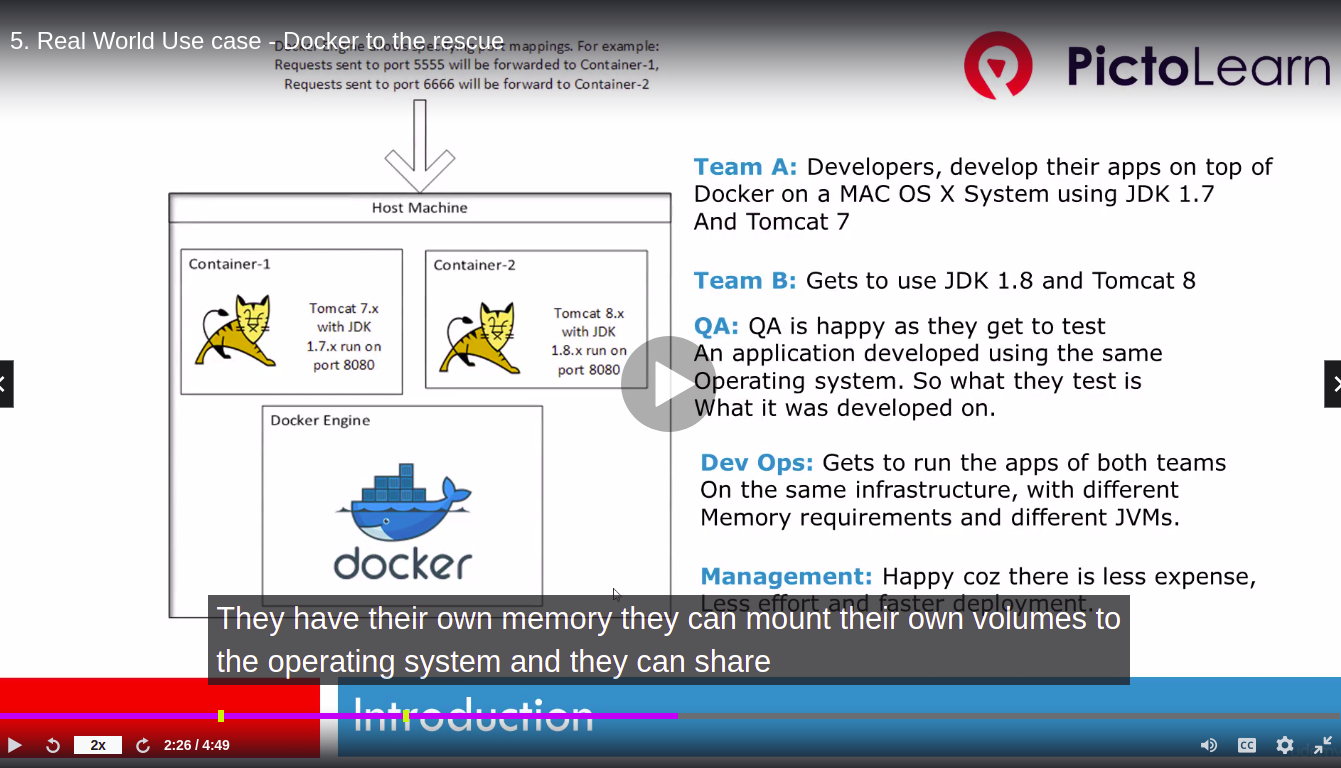 5. Real World Use case - Docker to the rescue
Docker Engine allows specifying port mappings. For example:
Requests sent to port 5555 will be forwarded to Container-1,
Requests sent to port 6666 will be forward to Container-2
PictoLearn
Host Machine
Container-1
Tomcat 7.x
with JDK
1.7.x run on
port 8080
Container-2
Tomcat 8.x
with JDK
1.8.x run on
port 8080
Docker Engine
docker
Team A: Developers, develop their apps on top of
Docker on a MAC OS X System using JDK 1.7
And Tomcat 7
Team B: Gets to use JDK 1.8 and Tomcat 8
QA: QA is happy as they get to test
An application developed using the same
Operating system. So what they test is
What it was developed on.
Dev Ops: Gets to run the apps of both teams
On the same infrastructure, with different
Memory requirements and different JVMs.
Management: Happy coz there is less expense,
Less effort and faster deployment.
They have their own memory they can mount their own volumes to
the operating system and they can share
Introduction
2x
2:26 / 4:49
CC